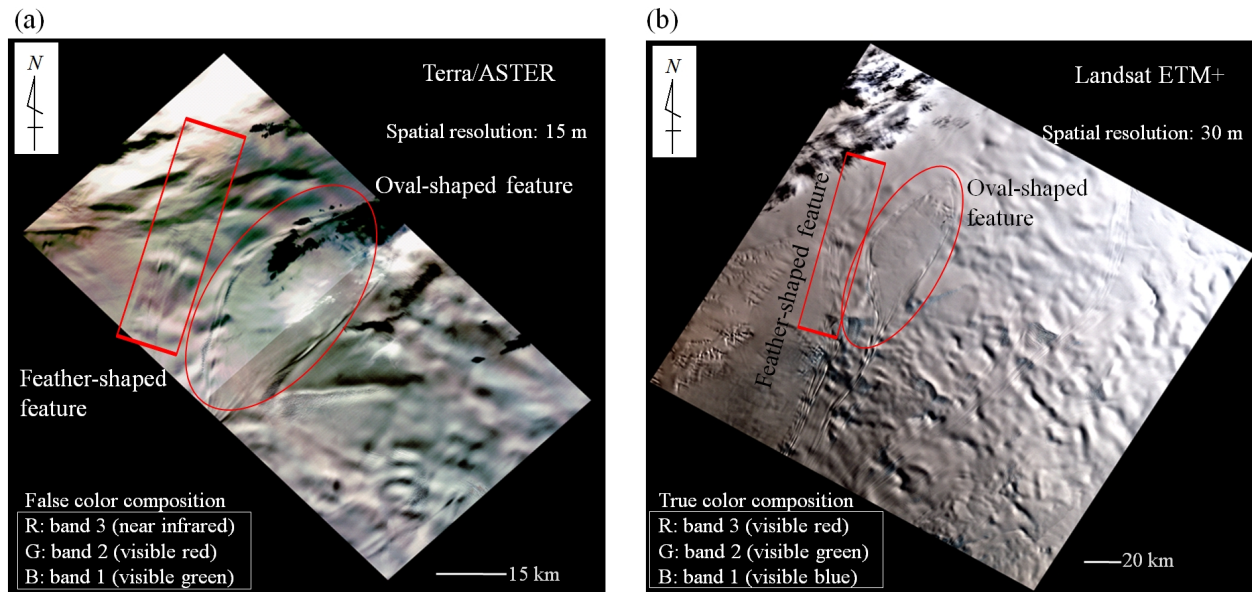 (a)
N
Terra/ASTER
Spatial resolution: 15 m
Oval-shaped feature
Feather-shaped
feature
False color composition
R: band 3 (near infrared)
G: band 2 (visible red)
B: band 1 (visible green)
15 km
(b)
N
Landsat ETM+
Spatial resolution: 30 m
Oval-shaped
feature
Feather-shaped feature
True color composition
R: band 3 (visible red)
G: band 2 (visible green)
B: band 1 (visible blue)
20 km